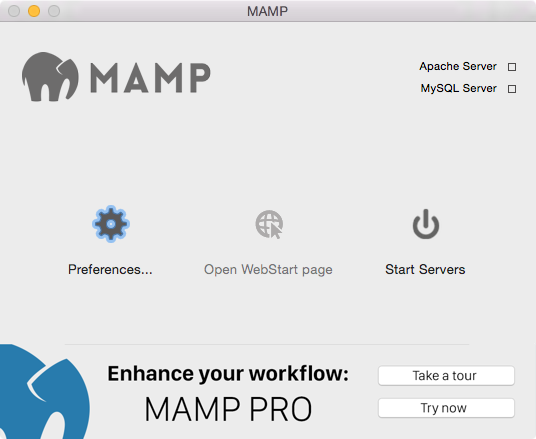 MAMP
MAMP
Apache Server
MySQL Server
Preferences...
Open WebStart page
Start Servers
Enhance your workflow:
MAMP PRO
Take a tour
Try now